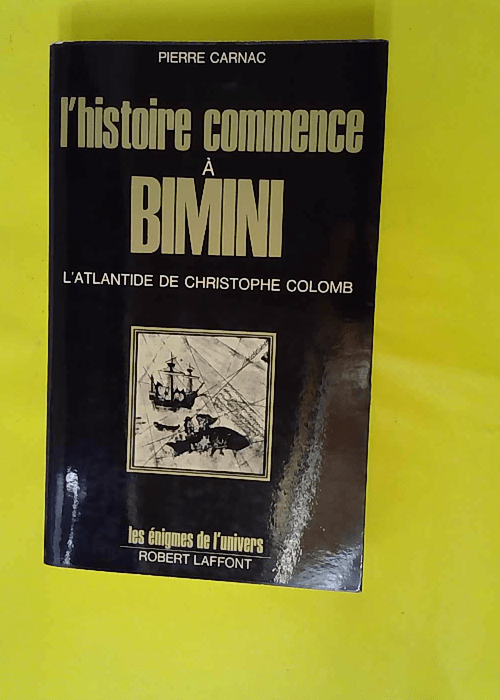 PIERRE CARNAC
l'histoire commence
À
BIMINI
L'ATLANTIDE DE CHRISTOPHE COLOMB
les énigmes de l'univers
ROBERT LAFFONT